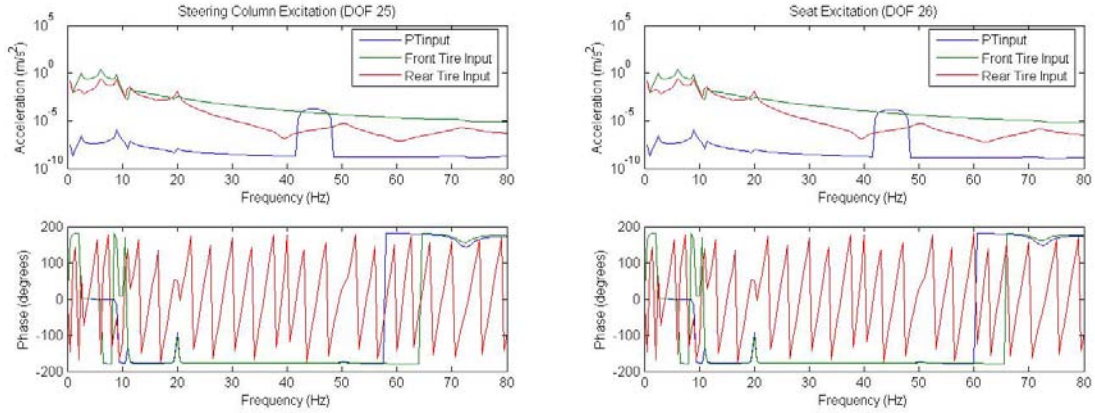 Steering Column Excitation (DOF 25)
10^5
10^0
10^-5
10^-10
Acceleration (m/s^2)
PTinput
Front Tire Input
Rear Tire Input
0 10 20 30 40 50 60 70 80
Frequency (Hz)
200
100
0
-100
-200
Phase (degrees)
0 10 20 30 40 50 60 70 80
Frequency (Hz)
Seat Excitation (DOF 26)
10^5
10^0
10^-5
10^-10
Acceleration (m/s^2)
PTinput
Front Tire Input
Rear Tire Input
0 10 20 30 40 50 60 70 80
Frequency (Hz)
200
100
0
-100
-200
Phase (degrees)
0 10 20 30 40 50 60 70 80
Frequency (Hz)